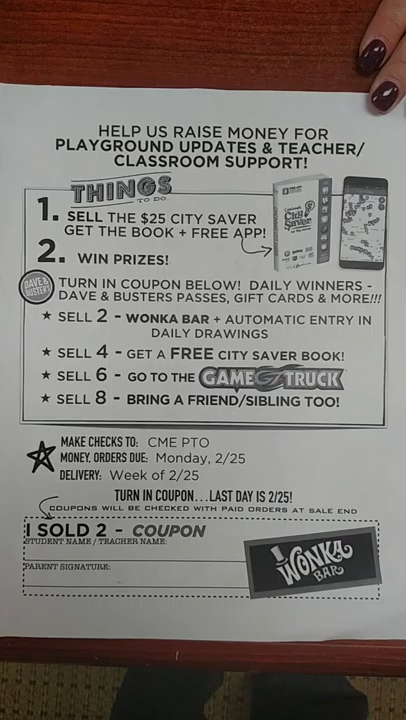 HELP US RAISE MONEY FOR
PLAYGROUND UPDATES & TEACHER/
CLASSROOM SUPPORT!
THINGS
TO DO
1. SELL THE $25 CITY SAVER
GET THE BOOK + FREE APP!
City Saver
2. WIN PRIZES!
DAVE & BUSTER'S
TURN IN COUPON BELOW! DAILY WINNERS -
DAVE & BUSTERS PASSES, GIFT CARDS & MORE!!!
★ SELL 2 - WONKA BAR + AUTOMATIC ENTRY IN
DAILY DRAWINGS
★ SELL 4 - GET A FREE CITY SAVER BOOK!
★ SELL 6 - GO TO THE GAME TRUCK
★ SELL 8 - BRING A FRIEND/SIBLING TOO!
MAKE CHECKS TO: CME PTO
MONEY, ORDERS DUE: Monday, 2/25
DELIVERY: Week of 2/25
TURN IN COUPON...LAST DAY IS 2/25!
COUPONS WILL BE CHECKED WITH PAID ORDERS AT SALE END
I SOLD 2 - COUPON
STUDENT NAME / TEACHER NAME:
PARENT SIGNATURE:
WONKA
BAR